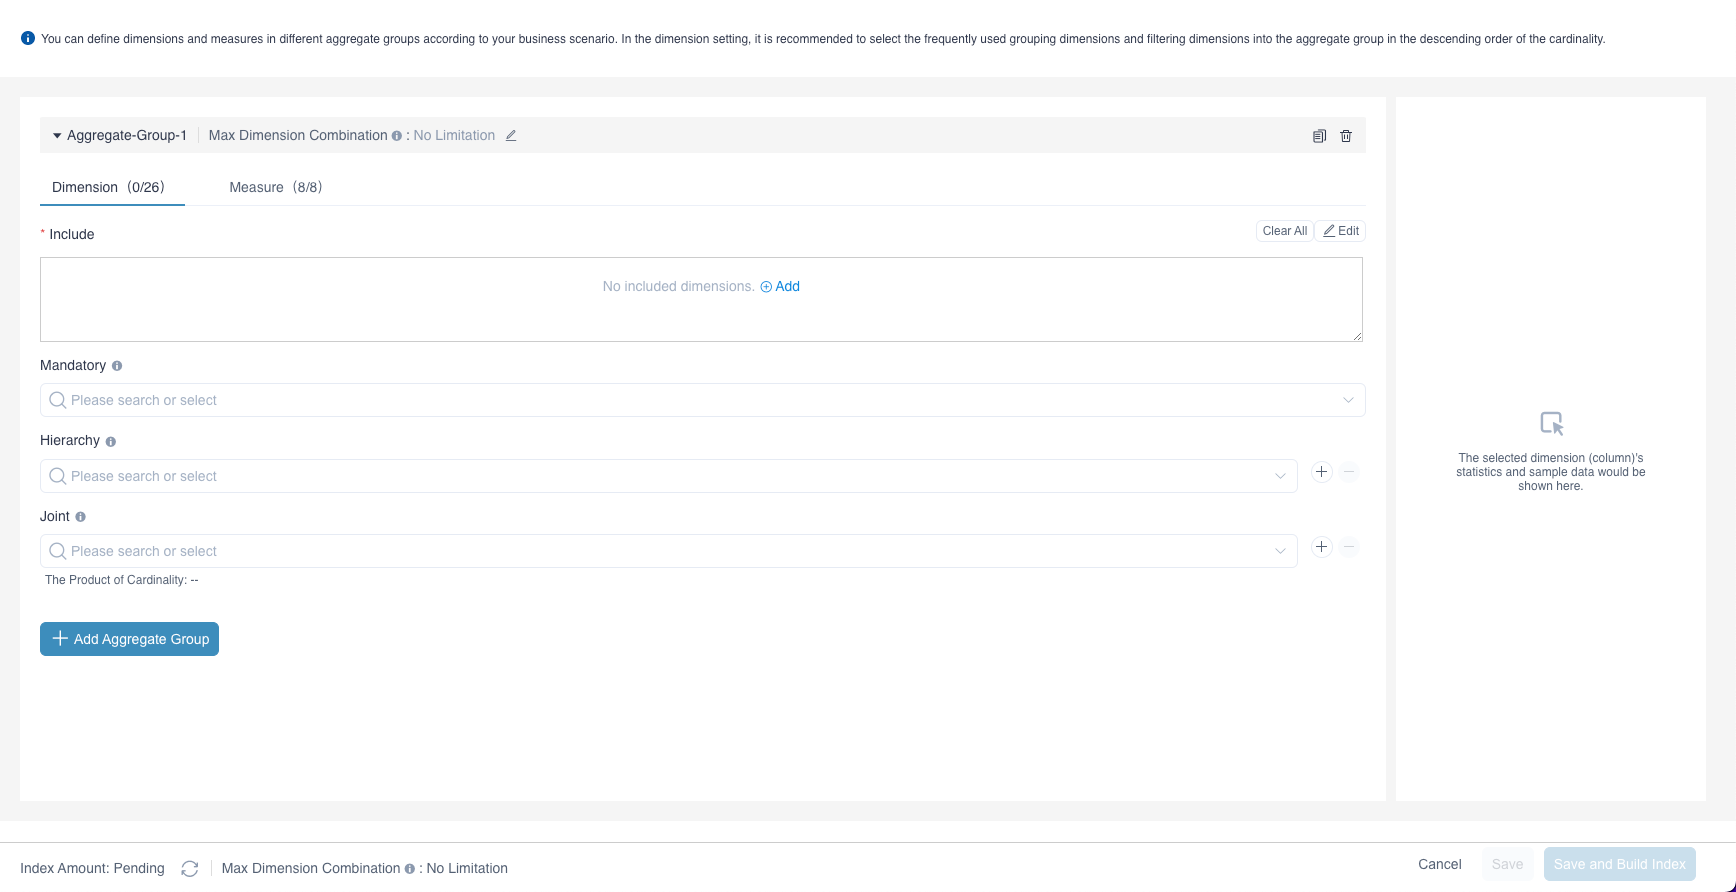 You can define dimensions and measures in different aggregate groups according to your business scenario. In the dimension setting, it is recommended to select the frequently used grouping dimensions and filtering dimensions into the aggregate group in the descending order of the cardinality.
Aggregate-Group-1 Max Dimension Combination : No Limitation
Dimension (0/26) Measure (8/8)
* Include Clear All Edit
No included dimensions. Add
Mandatory
Please search or select
Hierarchy
Please search or select
Joint
Please search or select
The Product of Cardinality: --
Add Aggregate Group
The selected dimension (column)'s
statistics and sample data would be
shown here.
Index Amount: Pending Max Dimension Combination : No Limitation Cancel Save Save and Build Index